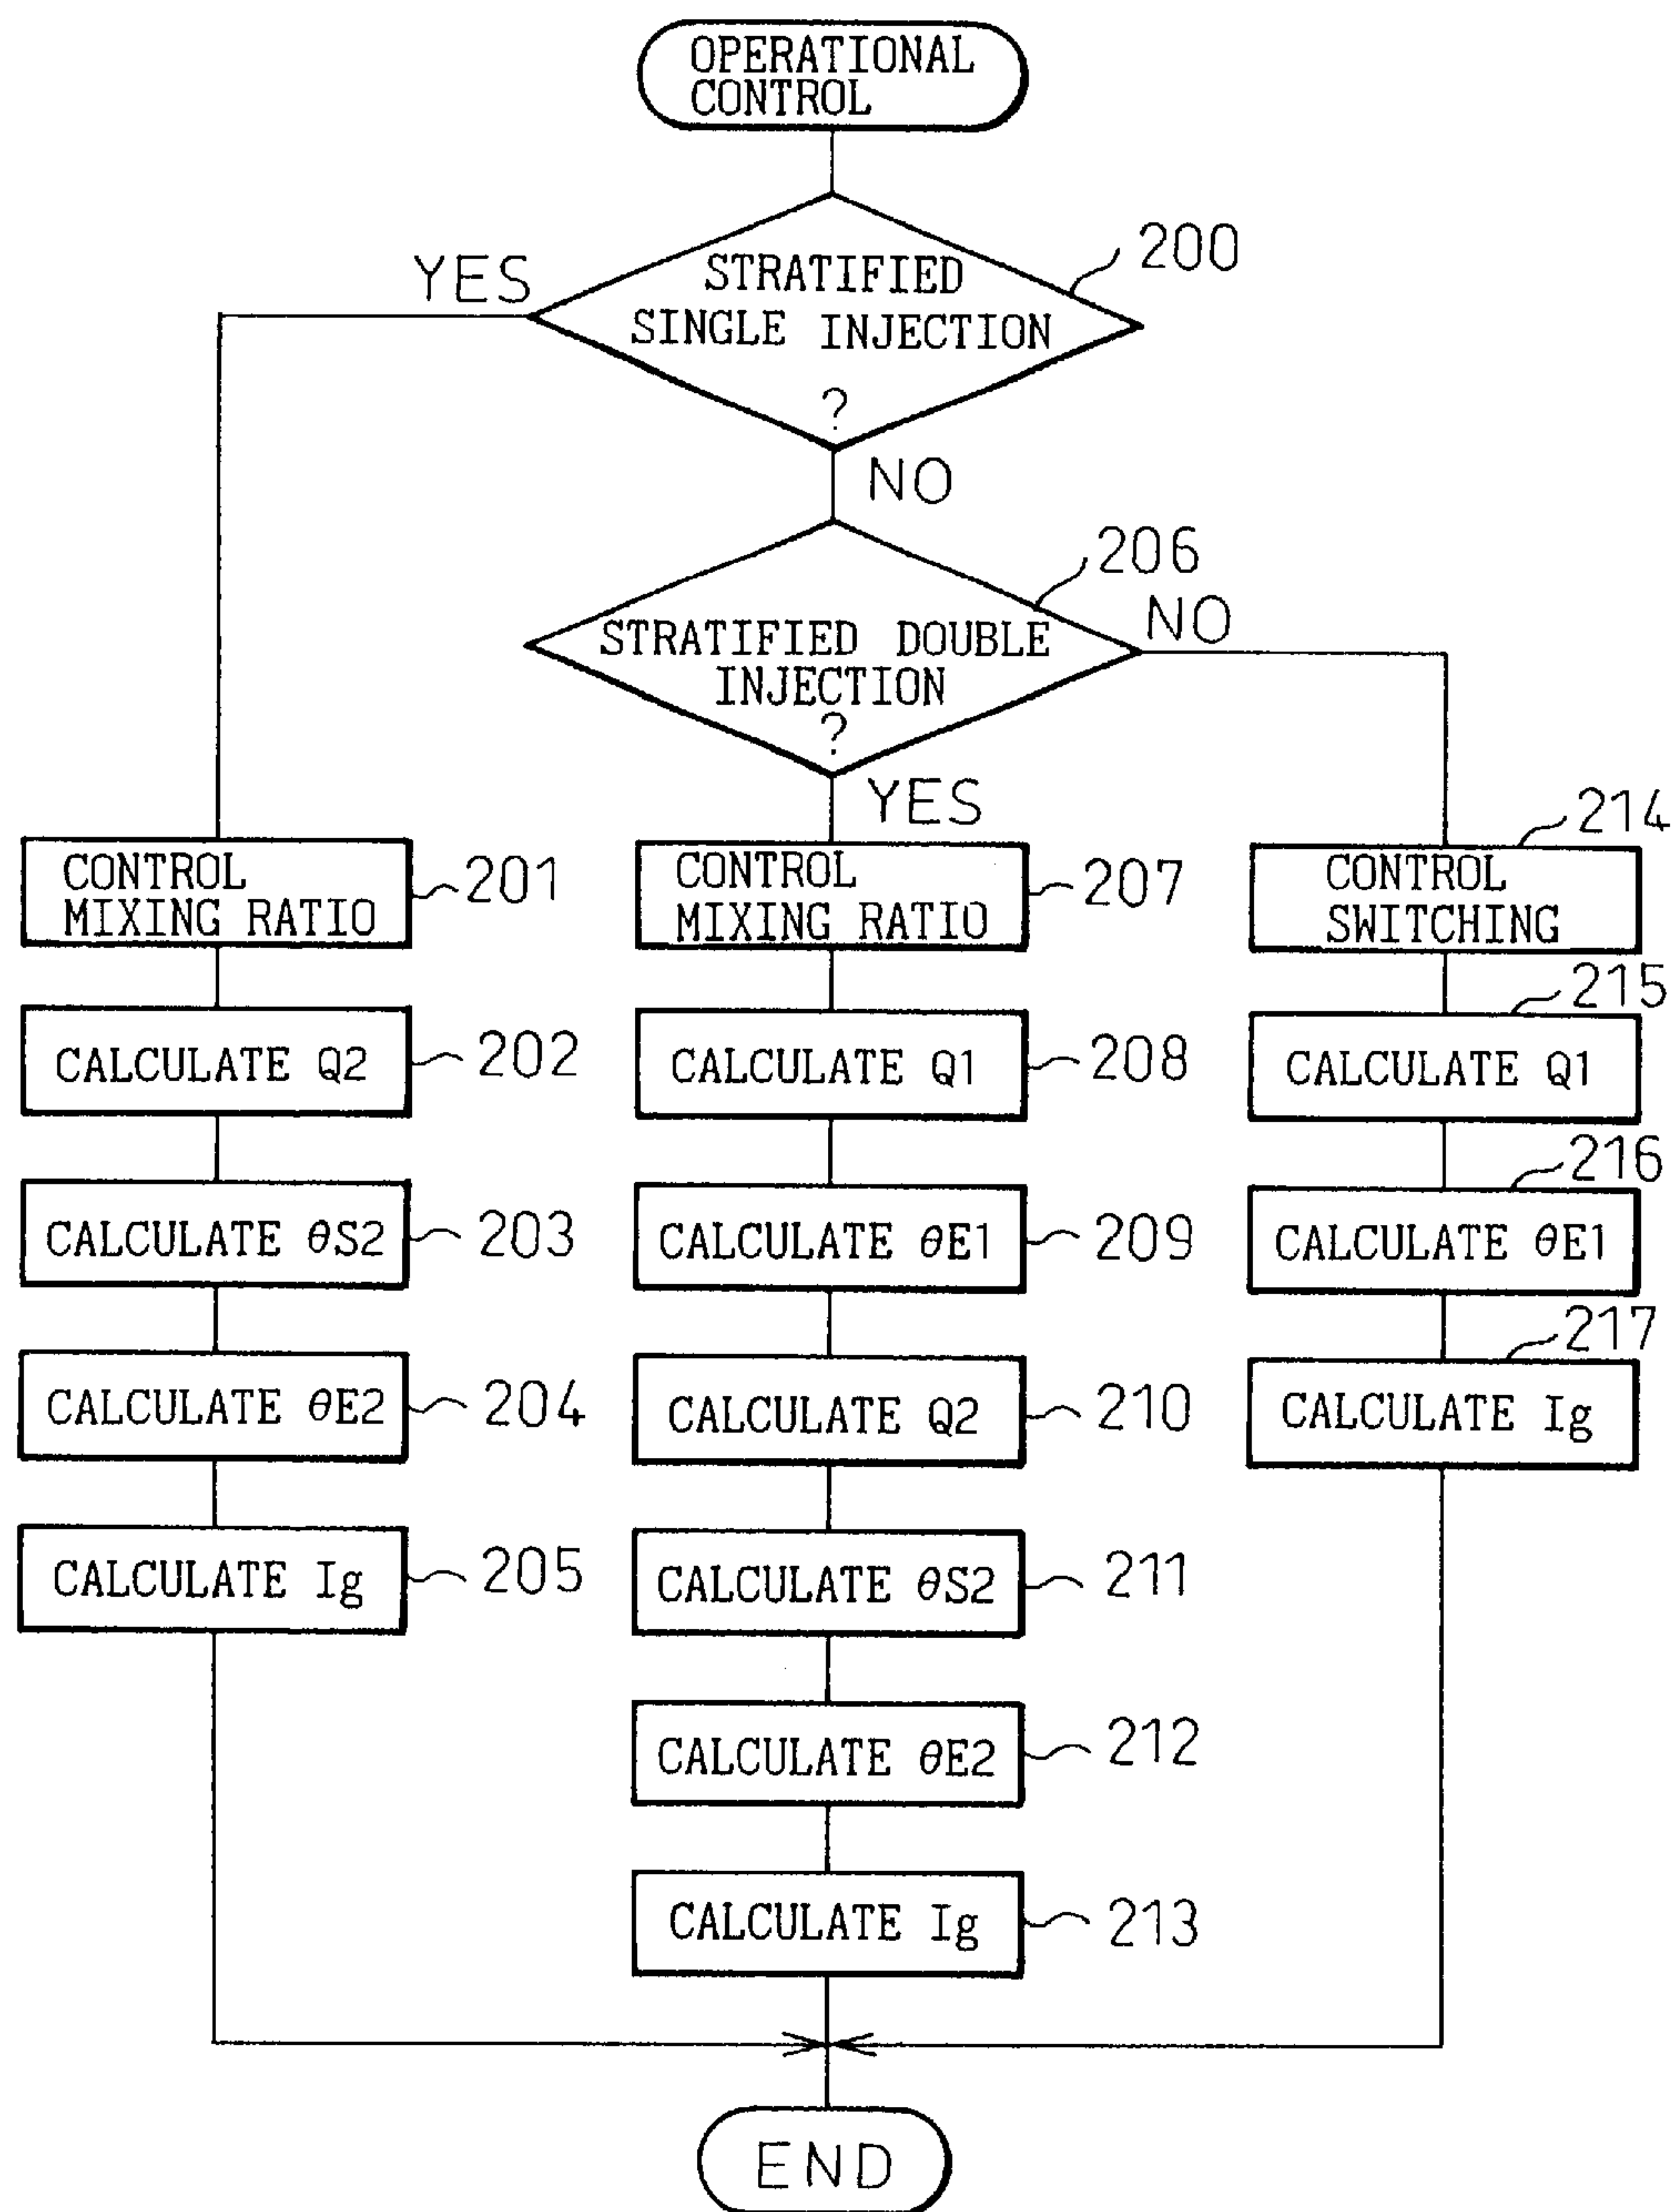 OPERATIONAL
CONTROL
200
YES
STRATIFIED
SINGLE INJECTION
?
NO
206
NO
STRATIFIED DOUBLE
INJECTION
?
YES
CONTROL
MIXING RATIO
201
CALCULATE Q2
202
CALCULATE θS2
203
CALCULATE θE2
204
CALCULATE Ig
205
CONTROL
MIXING RATIO
207
CALCULATE Q1
208
CALCULATE θE1
209
CALCULATE Q2
210
CALCULATE θS2
211
CALCULATE θE2
212
CALCULATE Ig
213
214
CONTROL
SWITCHING
215
CALCULATE Q1
216
CALCULATE θE1
217
CALCULATE Ig
END